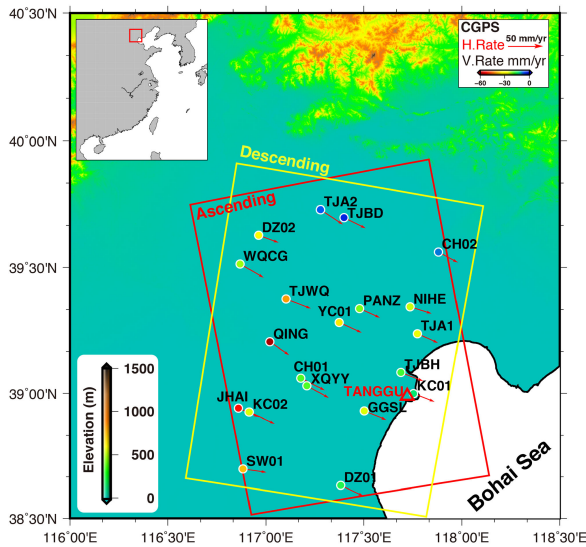 40°30'
CGPS
50 mm/yr
H.Rate
V.Rate mm/yr
−60 −30 0
40°00'
Descending
Ascending
TJA2
TJBD
DZ02
CH02
WQCG
39°30'
TJWQ
PANZ
NIHE
YC01
TJA1
QING
CH01
XQYY
TJBH
TANGGU
KC01
39°00'
JHAI
KC02
GGSL
SW01
DZ01
Bohai Sea
Elevation (m)
1500
1000
500
0
38°30'
116°00'E
116°30'E
117°00'E
117°30'E
118°00'E
118°30'E